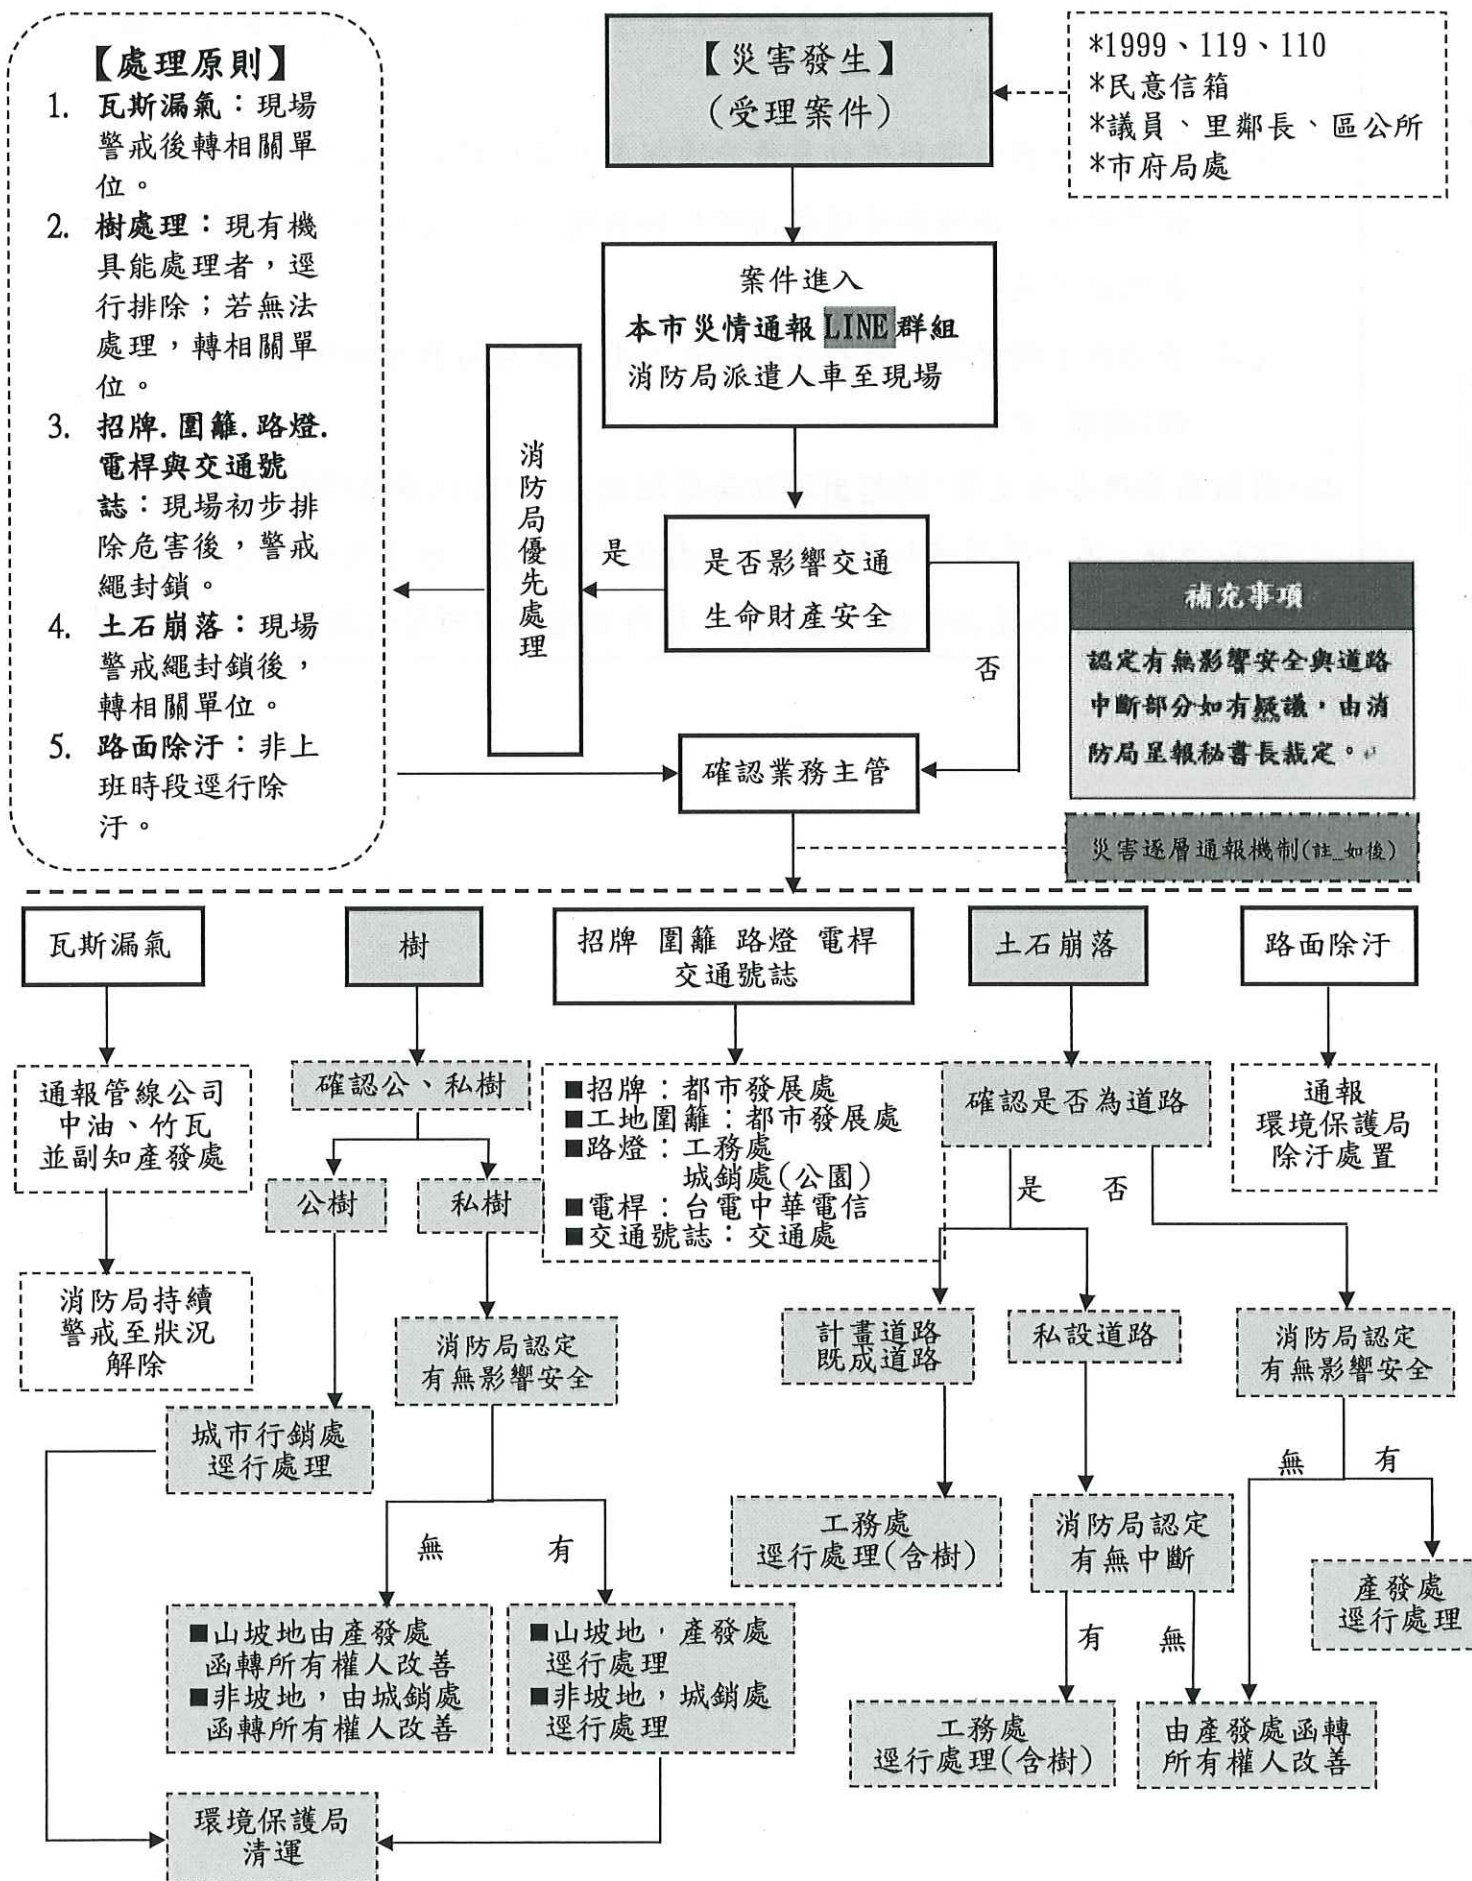 【處理原則】
1. 瓦斯漏氣：現場
警戒後轉相關單
位。
2. 樹處理：現有機
具能處理者，逕
行排除；若無法
處理，轉相關單
位。
3. 招牌.圍籬.路燈.
電桿與交通號
誌：現場初步排
除危害後，警戒
繩封鎖。
4. 土石崩落：現場
警戒繩封鎖後，
轉相關單位。
5. 路面除汙：非上
班時段逕行除
汙。
【災害發生】
(受理案件)
*1999、119、110
*民意信箱
*議員、里鄰長、區公所
*市府局處
案件進入
本市災情通報LINE群組
消防局派遣人車至現場
消防局優先處理
是
是否影響交通
生命財產安全
否
確認業務主管
補充事項
認定有無影響安全與道路
中斷部分如有疑議，由消
防局呈報秘書長裁定。
災害逐層通報機制(註_如後)
瓦斯漏氣
樹
招牌 圍籬 路燈 電桿
交通號誌
土石崩落
路面除汙
通報管線公司
中油、竹瓦
並副知產發處
消防局持續
警戒至狀況
解除
確認公、私樹
公樹
私樹
消防局認定
有無影響安全
城市行銷處
逕行處理
無
有
■山坡地由產發處
函轉所有權人改善
■非坡地，由城銷處
函轉所有權人改善
■山坡地，產發處
逕行處理
■非坡地，城銷處
逕行處理
環境保護局
清運
■招牌：都市發展處
■工地圍籬：都市發展處
■路燈：工務處
城銷處(公園)
■電桿：台電中華電信
■交通號誌：交通處
確認是否為道路
是
否
計畫道路
既成道路
私設道路
消防局認定
有無影響安全
工務處
逕行處理(含樹)
消防局認定
有無中斷
無
有
產發處
逕行處理
有
無
工務處
逕行處理(含樹)
由產發處函轉
所有權人改善
通報
環境保護局
除汙處置